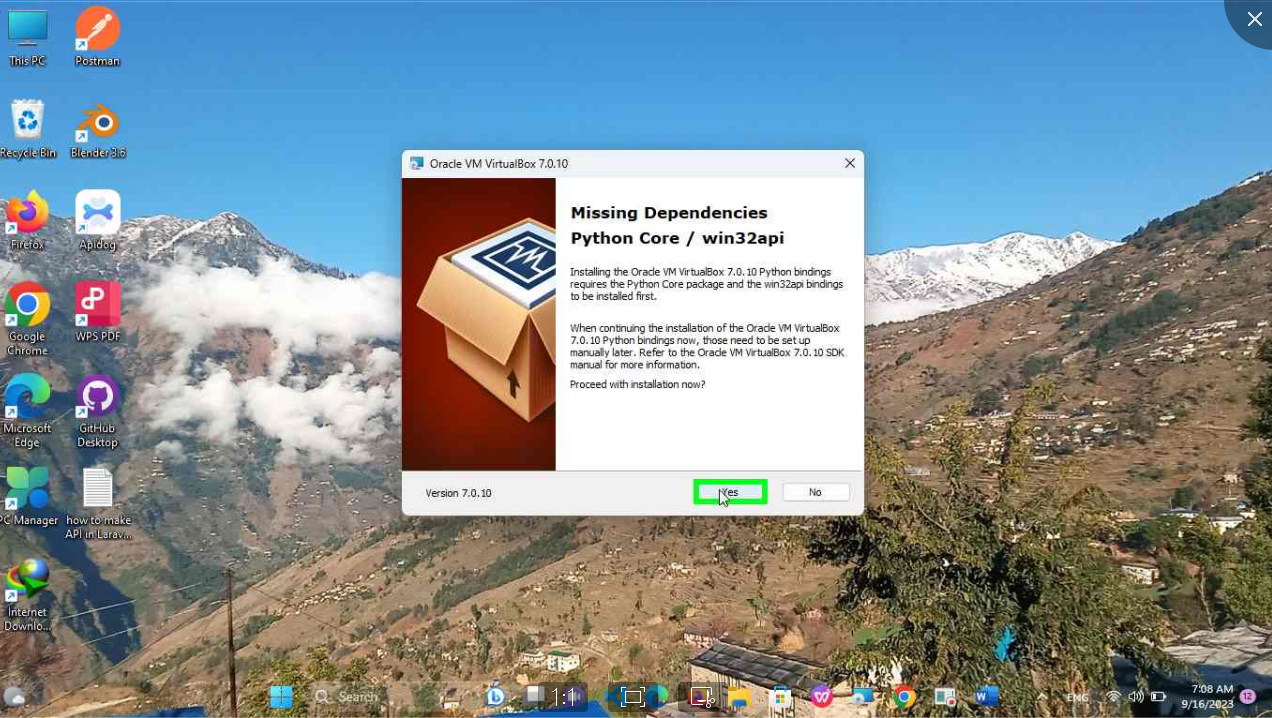 This PC
Postman
Recycle Bin
Blender 3.6
Firefox
Apidog
Google
Chrome
WPS PDF
Microsoft
Edge
GitHub
Desktop
PC Manager
how to make
API in Larav...
Internet
Downlo...
Oracle VM VirtualBox 7.0.10
Missing Dependencies
Python Core / win32api
Installing the Oracle VM VirtualBox 7.0.10 Python bindings
requires the Python Core package and the win32api bindings
to be installed first.
When continuing the installation of the Oracle VM VirtualBox
7.0.10 Python bindings now, those need to be set up
manually later. Refer to the Oracle VM VirtualBox 7.0.10 SDK
manual for more information.
Proceed with installation now?
Version 7.0.10
Yes
No
Search
1:1
ENG
7:08 AM
9/16/2023
12